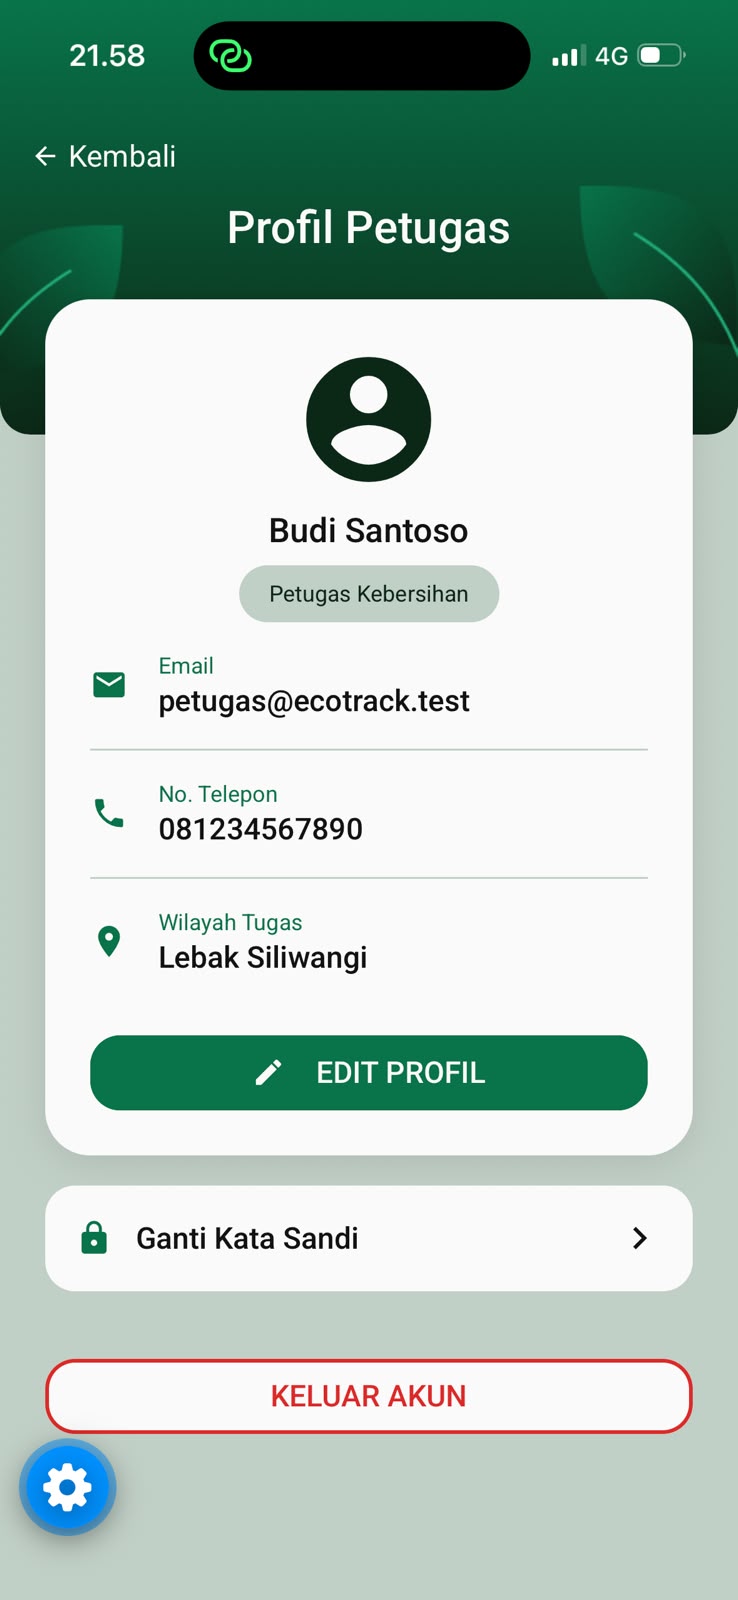 21.58
4G
Kembali
Profil Petugas
Budi Santoso
Petugas Kebersihan
Email
petugas@ecotrack.test
No. Telepon
081234567890
Wilayah Tugas
Lebak Siliwangi
EDIT PROFIL
Ganti Kata Sandi
KELUAR AKUN